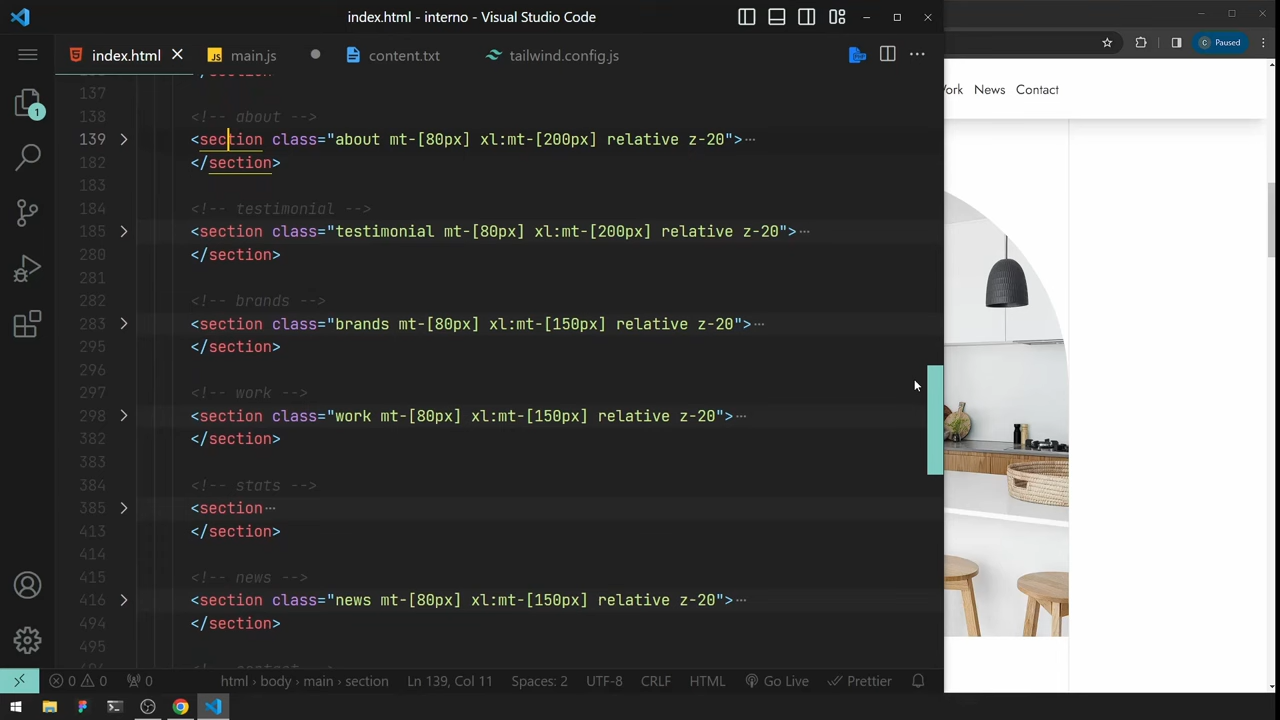 index.html - interno - Visual Studio Code
C Paused
index.html
JS main.js
content.txt
tailwind.config.js
Work News Contact
</section>
137
138 <!-- about -->
139 <section class="about mt-[80px] xl:mt-[200px] relative z-20">
182 </section>
183
184 <!-- testimonial -->
185 <section class="testimonial mt-[80px] xl:mt-[200px] relative z-20">
280 </section>
281
282 <!-- brands -->
283 <section class="brands mt-[80px] xl:mt-[150px] relative z-20">
295 </section>
296
297 <!-- work -->
298 <section class="work mt-[80px] xl:mt-[150px] relative z-20">
382 </section>
383
384 <!-- stats -->
385 <section
413 </section>
414
415 <!-- news -->
416 <section class="news mt-[80px] xl:mt-[150px] relative z-20">
494 </section>
495
<!-- contact -->
1
0 0 0 html › body › main › section Ln 139, Col 11 Spaces: 2 UTF-8 CRLF HTML Go Live Prettier